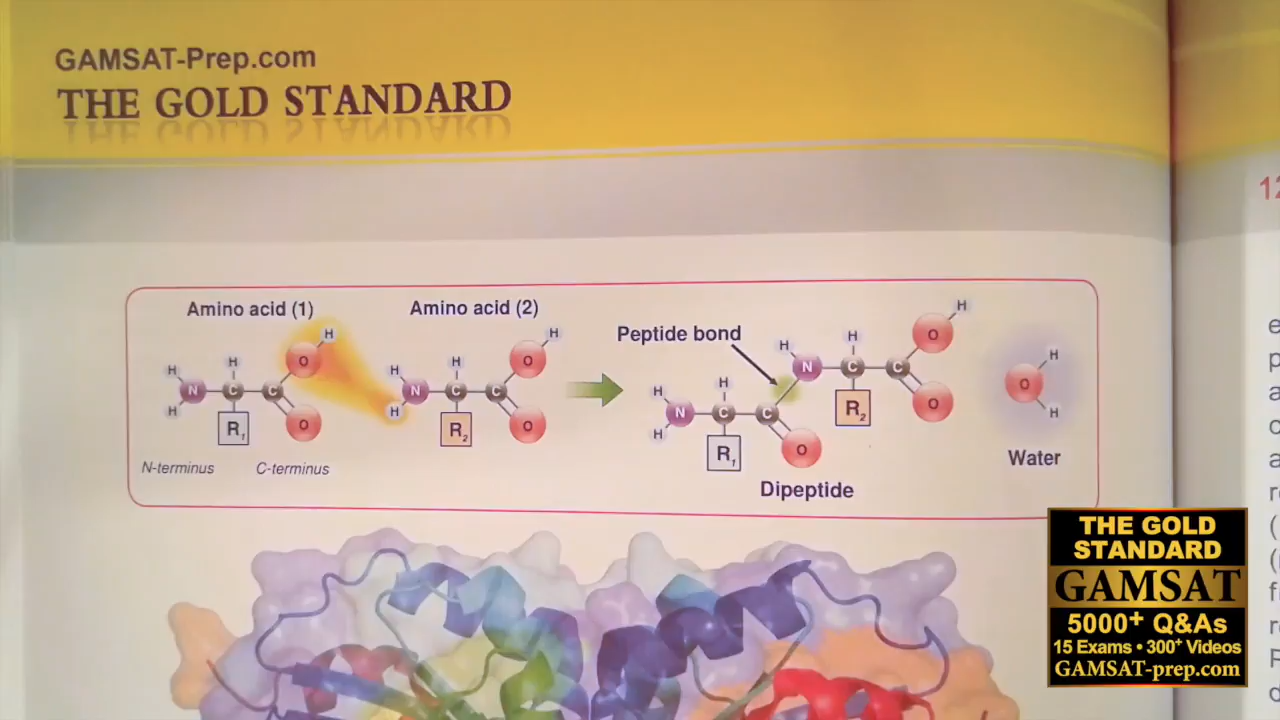 GAMSAT-Prep.com
THE GOLD STANDARD
12
Amino acid (1)
Amino acid (2)
Peptide bond
H
H
H
H
N
C
C
O
O
R1
H
H
H
H
N
C
C
O
O
R2
H
H
H
N
C
C
O
R1
H
H
H
N
C
C
O
O
R2
H
O
H
N-terminus
C-terminus
Dipeptide
Water
THE GOLD
STANDARD
GAMSAT
5000+ Q&As
15 Exams • 300+ Videos
GAMSAT-prep.com